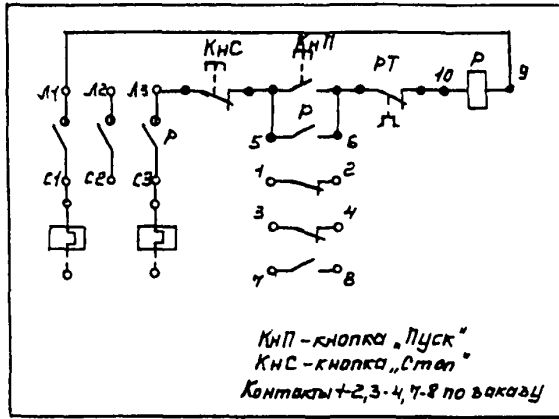 КнС КнП
Л1 Л2 Л3 РТ 10 Р 9
Р 5 Р 6
С1 С2 С3 1 2
3 4
7 8
КнП - кнопка „Пуск"
КнС - кнопка „Стоп"
Контакты 1-2, 3-4, 7-8 по заказу